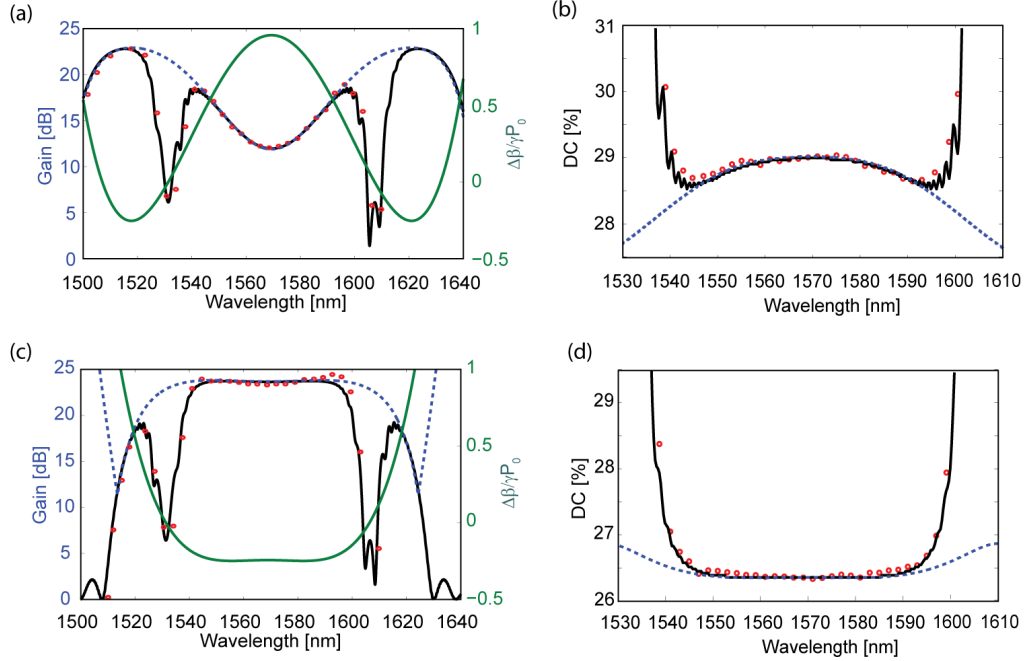 (a)
25
20
15
10
5
0
Gain [dB]
1
0.5
0
−0.5
Δβ/γP₀
1500 1520 1540 1560 1580 1600 1620 1640
Wavelength [nm]
(b)
31
30
29
28
DC [%]
1530 1540 1550 1560 1570 1580 1590 1600 1610
Wavelength [nm]
(c)
25
20
15
10
5
0
Gain [dB]
1
0.5
0
−0.5
Δβ/γP₀
1500 1520 1540 1560 1580 1600 1620 1640
Wavelength [nm]
(d)
29
28
27
26
DC [%]
1530 1540 1550 1560 1570 1580 1590 1600 1610
Wavelength [nm]